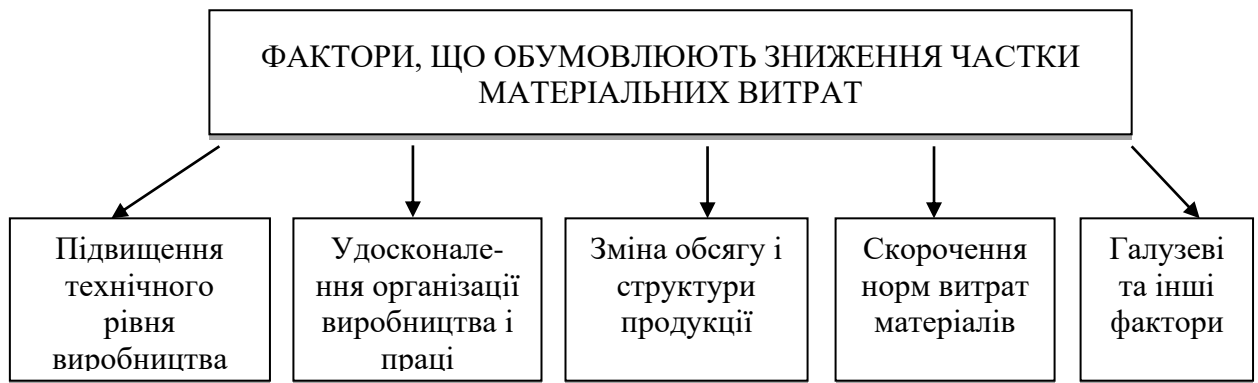 ФАКТОРИ, ЩО ОБУМОВЛЮЮТЬ ЗНИЖЕННЯ ЧАСТКИ
МАТЕРІАЛЬНИХ ВИТРАТ
Підвищення
технічного
рівня
виробництва
Удосконале-
ння організації
виробництва і
праці
Зміна обсягу і
структури
продукції
Скорочення
норм витрат
матеріалів
Галузеві
та інші
фактори